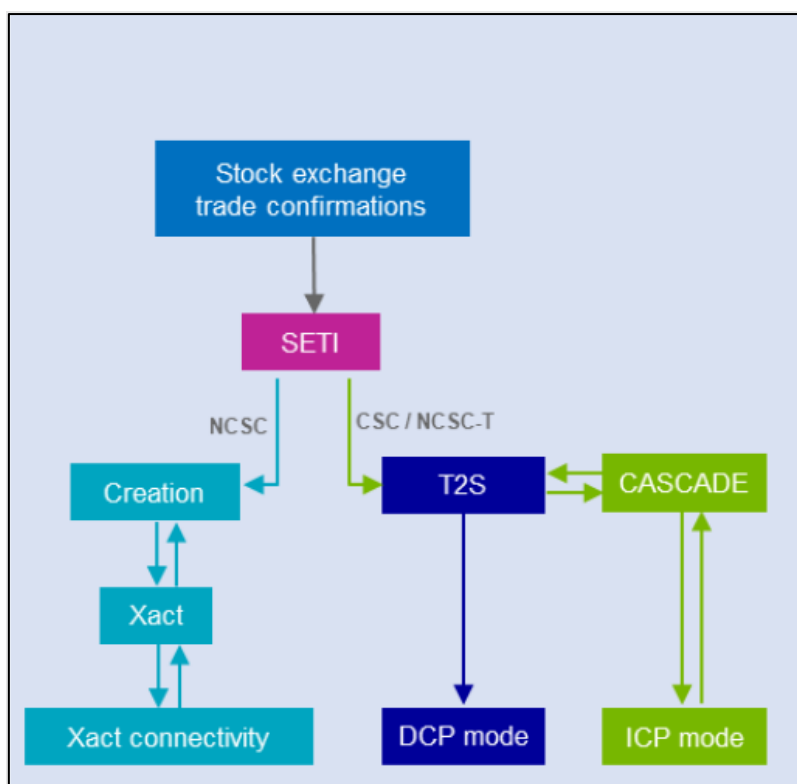 Stock exchange
trade confirmations
SETI
NCSC
CSC / NCSC-T
Creation
T2S
CASCADE
Xact
Xact connectivity
DCP mode
ICP mode